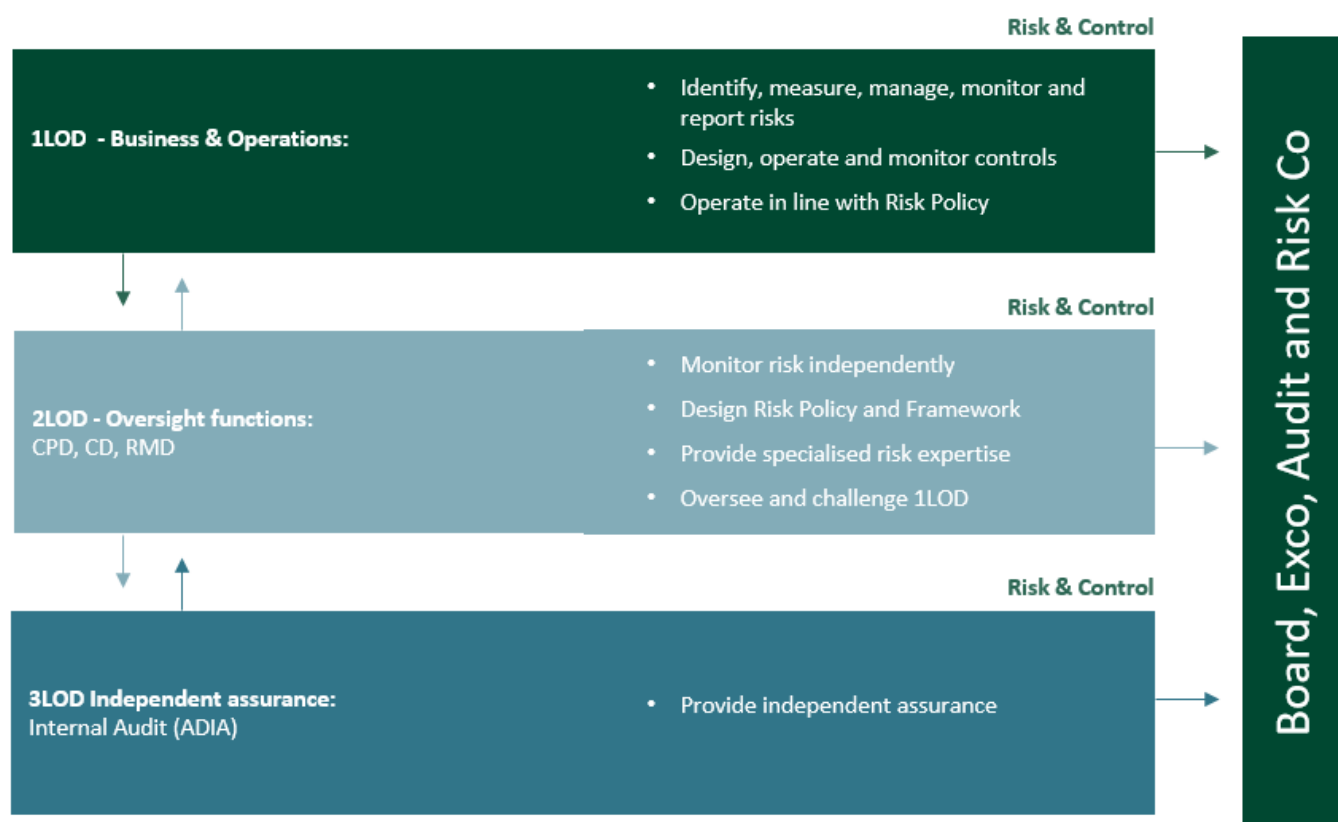 Risk & Control
1LOD - Business & Operations:
• Identify, measure, manage, monitor and
report risks
• Design, operate and monitor controls
• Operate in line with Risk Policy
Risk & Control
2LOD - Oversight functions:
CPD, CD, RMD
• Monitor risk independently
• Design Risk Policy and Framework
• Provide specialised risk expertise
• Oversee and challenge 1LOD
Risk & Control
3LOD Independent assurance:
Internal Audit (ADIA)
• Provide independent assurance
Board, Exco, Audit and Risk Co